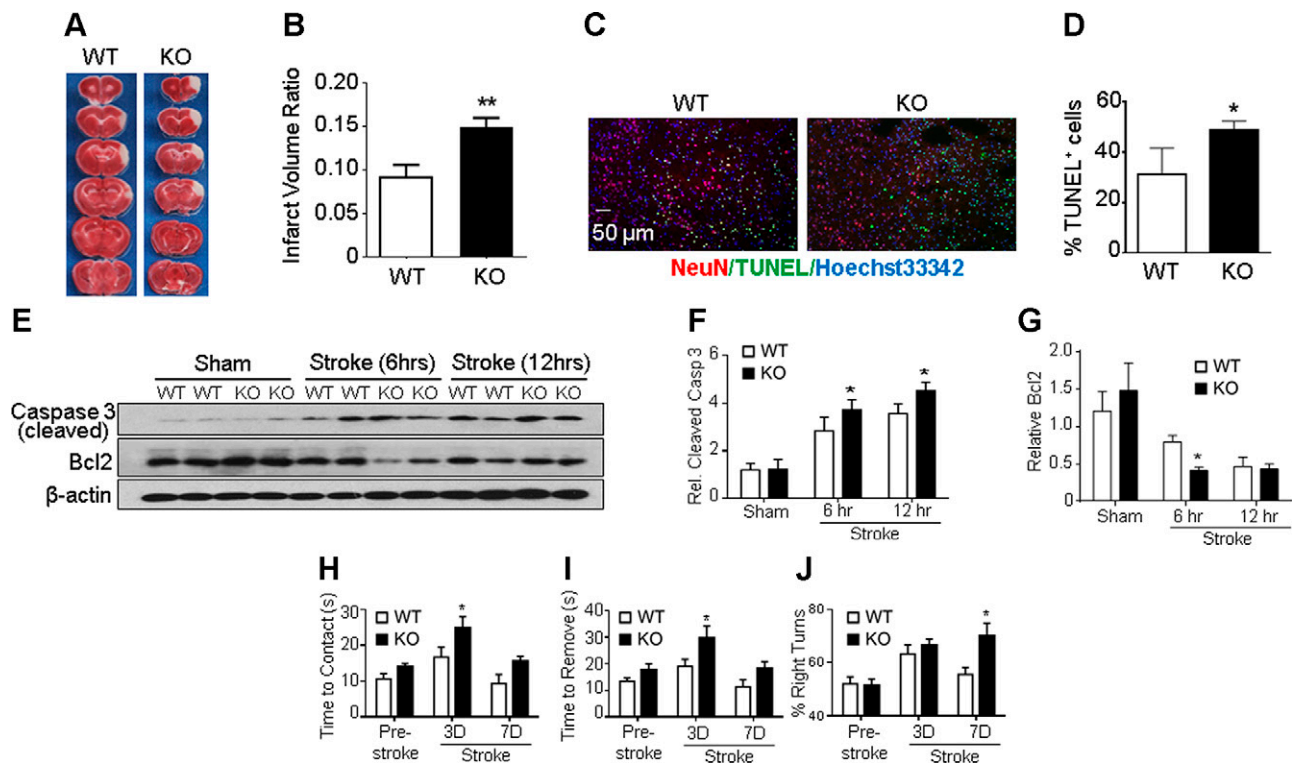 A
WT KO
B
Infarct Volume Ratio
0.20
0.15
0.10
0.05
0
**
WT KO
C
WT KO
50 µm
NeuN/TUNEL/Hoechst33342
D
% TUNEL+ cells
60
40
20
0
*
WT KO
E
Sham Stroke (6hrs) Stroke (12hrs)
WT WT KO KO WT WT KO KO WT WT KO KO
Caspase 3
(cleaved)
Bcl2
β-actin
F
Rel. Cleaved Casp 3
WT
KO
6
4
2
0
* *
Sham 6 hr 12 hr
Stroke
G
Relative Bcl2
WT
KO
2.0
1.5
1.0
0.5
0
*
Sham 6 hr 12 hr
Stroke
H
Time to Contact (s)
WT
KO
30
20
10
0
*
Pre-
stroke
3D 7D
Stroke
I
Time to Remove (s)
WT
KO
40
30
20
10
0
*
Pre-
stroke
3D 7D
Stroke
J
% Right Turns
WT
KO
80
60
40
*
Pre-
stroke
3D 7D
Stroke